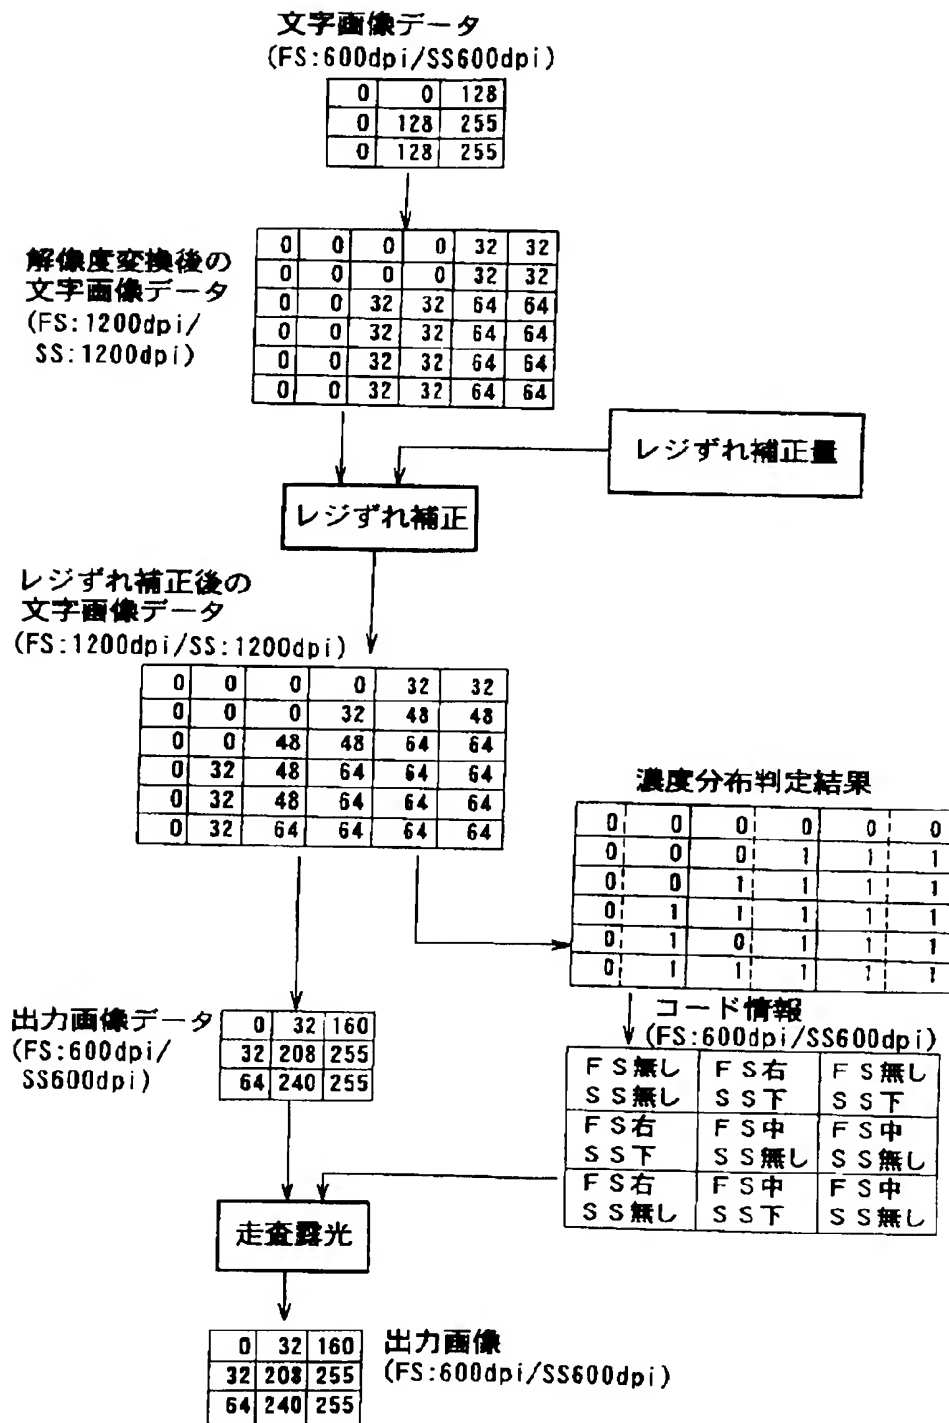 文字画像データ
(FS:600dpi/SS600dpi)
0 0 128
0 128 255
0 128 255
解像度変換後の
文字画像データ
(FS:1200dpi/
SS:1200dpi)
0 0 0 0 32 32
0 0 0 0 32 32
0 0 32 32 64 64
0 0 32 32 64 64
0 0 32 32 64 64
0 0 32 32 64 64
レジずれ補正量
レジずれ補正
レジずれ補正後の
文字画像データ
(FS:1200dpi/SS:1200dpi)
0 0 0 0 32 32
0 0 0 32 48 48
0 0 48 48 64 64
0 32 48 64 64 64
0 32 48 64 64 64
0 32 64 64 64 64
濃度分布判定結果
0 0 0 0 0 0
0 0 0 1 1 1
0 0 1 1 1 1
0 1 1 1 1 1
0 1 0 1 1 1
0 1 1 1 1 1
コード情報
(FS:600dpi/SS600dpi)
FS無し FS右 FS無し
SS無し SS下 SS下
FS右 FS中 FS中
SS下 SS無し SS無し
FS右 FS中 FS中
SS無し SS下 SS無し
出力画像データ
(FS:600dpi/
SS600dpi)
0 32 160
32 208 255
64 240 255
走査露光
0 32 160
32 208 255
64 240 255
出力画像
(FS:600dpi/SS600dpi)